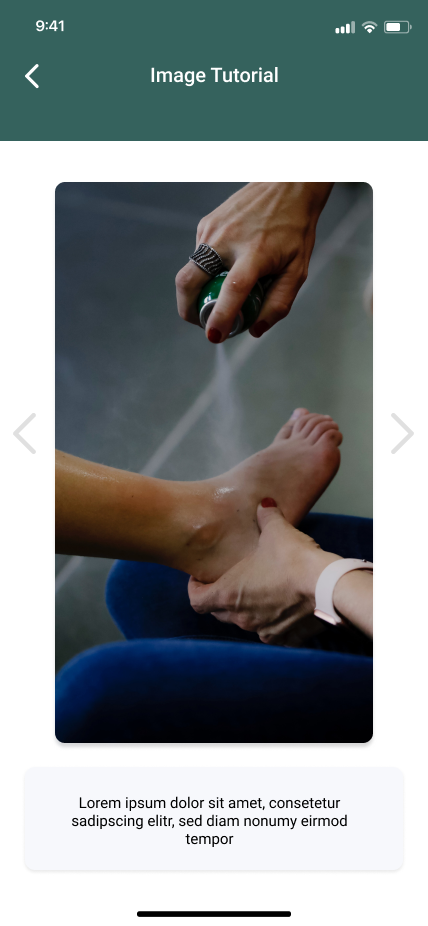 9:41
Image Tutorial
Lorem ipsum dolor sit amet, consetetur
sadipscing elitr, sed diam nonumy eirmod
tempor